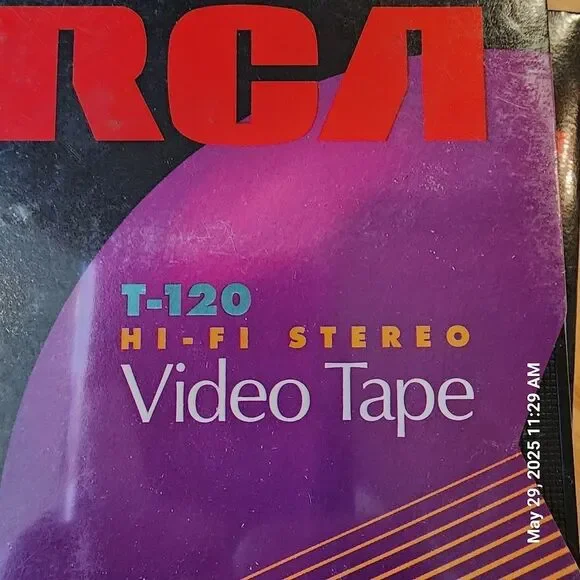 RCA
T-120
HI-FI STEREO
Video Tape
May 29, 2025 11:29 AM